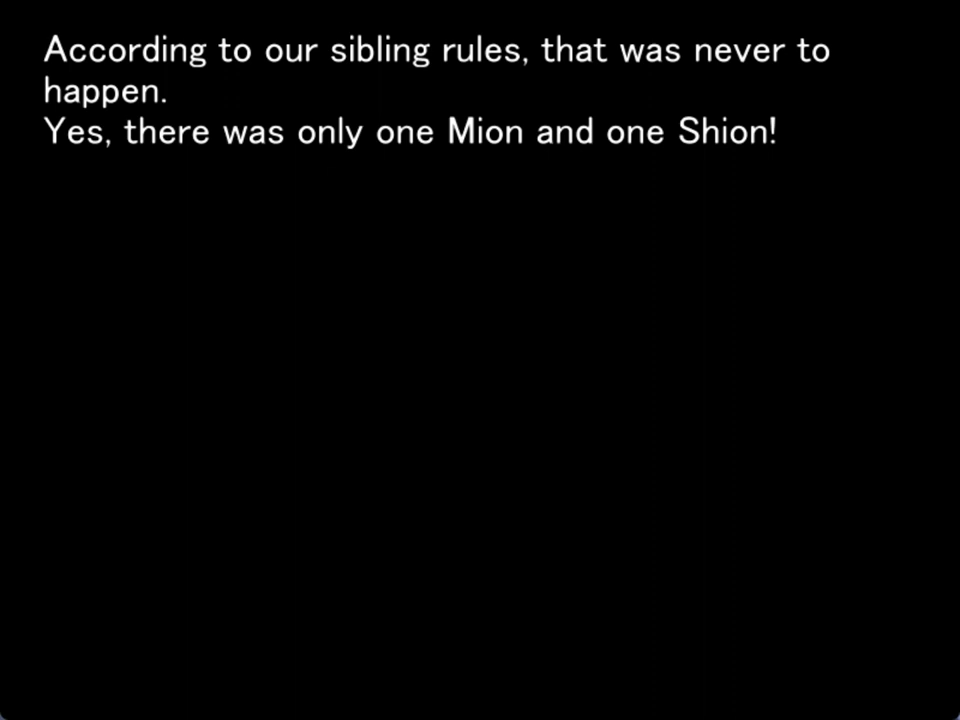 According to our sibling rules, that was never to
happen.
Yes, there was only one Mion and one Shion!